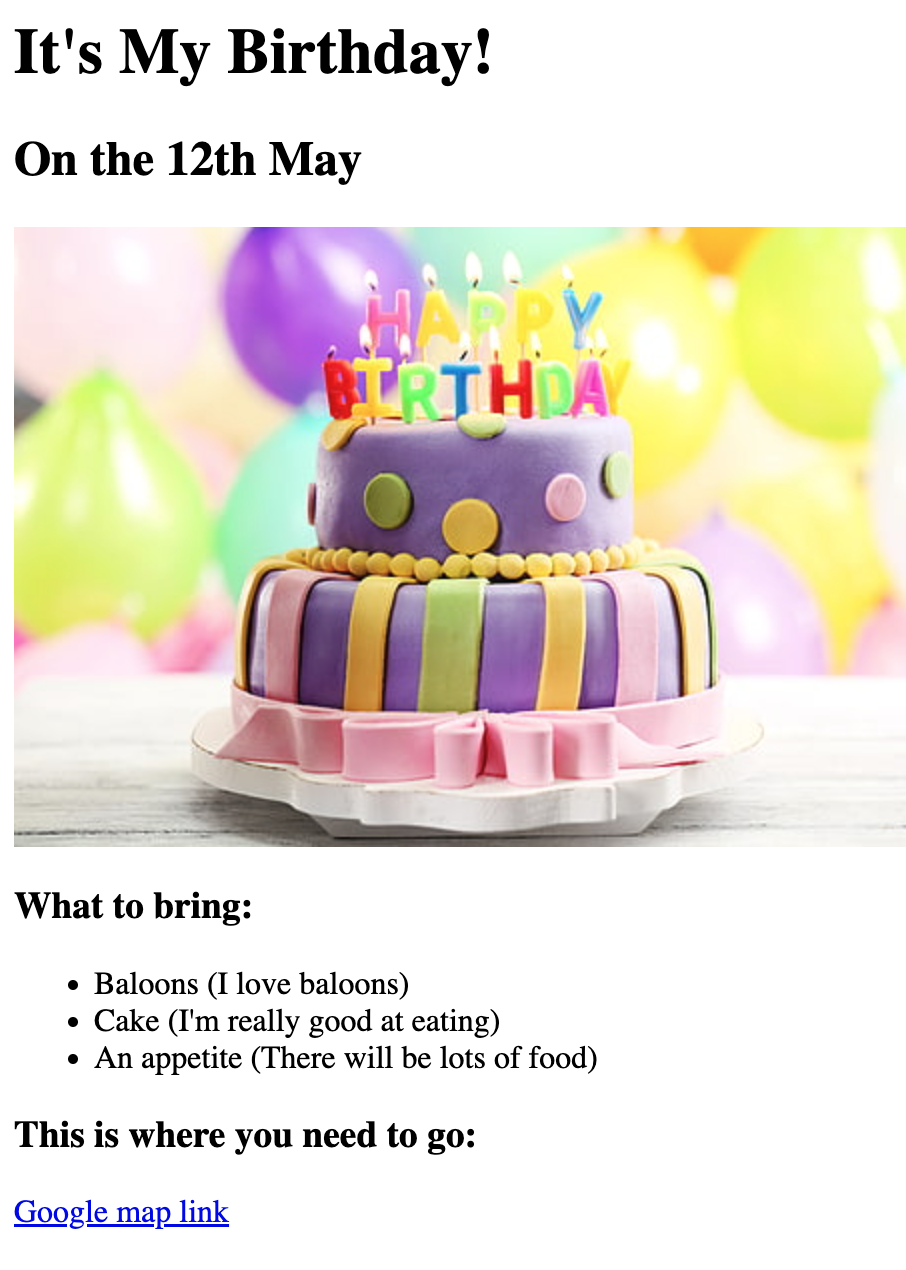 It's My Birthday!
On the 12th May
HAPPY
BIRTHDAY
What to bring:
Baloons (I love baloons)
Cake (I'm really good at eating)
An appetite (There will be lots of food)
This is where you need to go:
Google map link